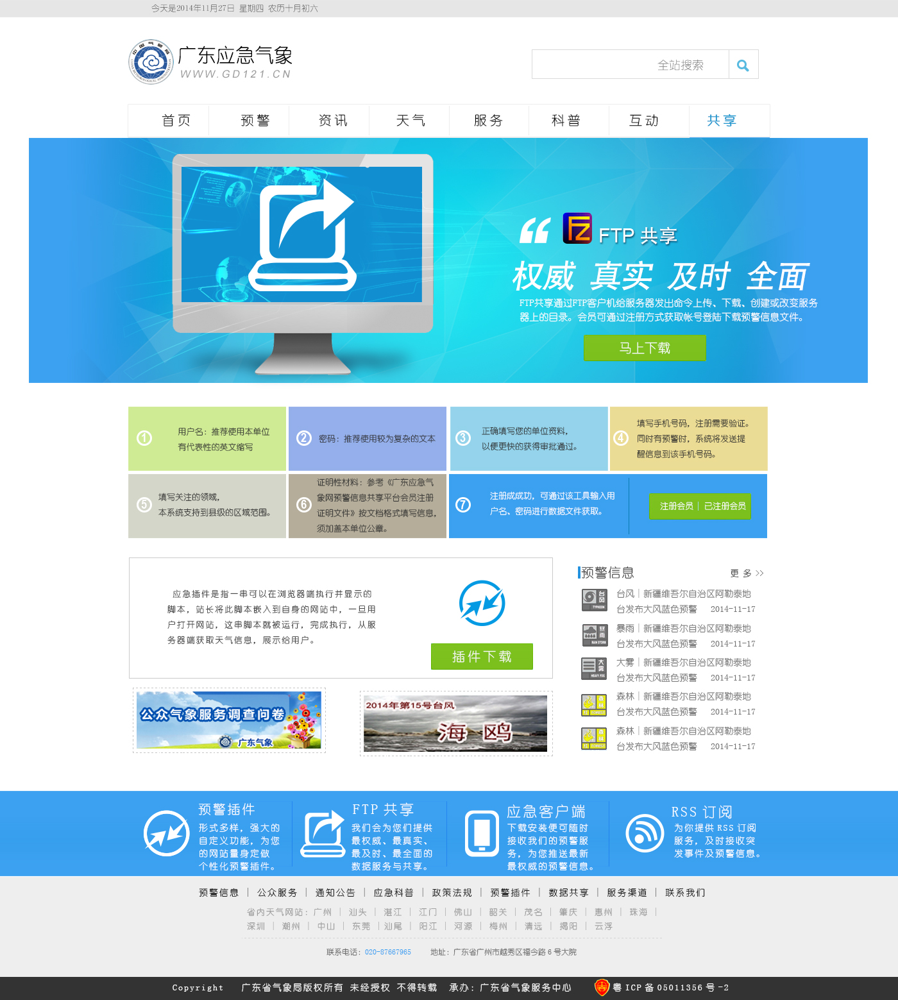 今天是2014年11月27日 星期四 农历十月初六
广东应急气象
WWW.GD121.CN
全站搜索
首页 预警 资讯 天气 服务 科普 互动 共享
FTP 共享
权威 真实 及时 全面
FTP共享通过FTP客户机给服务器发出命令上传、下载、创建或改变服务
器上的目录。会员可通过注册方式获取帐号登陆下载预警信息文件。
马上下载
1 用户名：推荐使用本单位
有代表性的英文缩写
2 密码：推荐使用较为复杂的文本
3 正确填写您的单位资料，
以便更快的获得审批通过。
4 填写手机号码，注册需要验证。
同时有预警时，系统将发送提
醒信息到该手机号码。
5 填写关注的领域，
本系统支持到县级的区域范围。
6 证明性材料：参考《广东应急气
象网预警信息共享平台会员注册
证明文件》按文档格式填写信息，
须加盖本单位公章。
7 注册成成功，可通过该工具输入用
户名、密码进行数据文件获取。
注册会员｜已注册会员
应急插件是指一串可以在浏览器端执行并显示的
脚本，站长将此脚本嵌入到自身的网站中，一旦用
户打开网站，这串脚本就被运行，完成执行，从服
务器端获取天气信息，展示给用户。
插件下载
公众气象服务调查问卷
广东气象
2014年第15号台风
海 鸥
预警信息 更多 >>
台风 TYPHOON
台风｜新疆维吾尔自治区阿勒泰地
台发布大风蓝色预警 2014-11-17
暴雨 RAIN STORM
暴雨｜新疆维吾尔自治区阿勒泰地
台发布大风蓝色预警 2014-11-17
大雾 HEAVY FOG
大雾｜新疆维吾尔自治区阿勒泰地
台发布大风蓝色预警 2014-11-17
森林｜新疆维吾尔自治区阿勒泰地
台发布大风蓝色预警 2014-11-17
森林｜新疆维吾尔自治区阿勒泰地
台发布大风蓝色预警 2014-11-17
预警插件
形式多样，强大的
自定义功能，为您
的网站量身定做
个性化预警插件。
FTP 共享
我们会为您们提供
最权威、最真实、
最及时、最全面的
数据服务与共享。
应急客户端
下载安装便可随时
接收我们的预警服
务，为您推送最新
最权威的预警信息。
RSS 订阅
为你提供 RSS 订阅
服务，及时接收突
发事件及预警信息。
预警信息 ｜ 公众服务 ｜ 通知公告 ｜ 应急科普 ｜ 政策法规 ｜ 预警插件 ｜ 数据共享 ｜ 服务渠道 ｜ 联系我们
省内天气网站：广州 ｜ 汕头 ｜ 湛江 ｜ 江门 ｜ 佛山 ｜ 韶关 ｜ 茂名 ｜ 肇庆 ｜ 惠州 ｜ 珠海 ｜
深圳 ｜ 潮州 ｜ 中山 ｜ 东莞 ｜汕尾 ｜ 阳江 ｜ 河源 ｜ 梅州 ｜ 清远 ｜ 揭阳 ｜ 云浮
联系电话：020-87667965 地址：广东省广州市越秀区福今路 6 号大院
Copyright 广东省气象局版权所有 未经授权 不得转载 承办：广东省气象服务中心 粤 ICP 备 05011356 号 -2